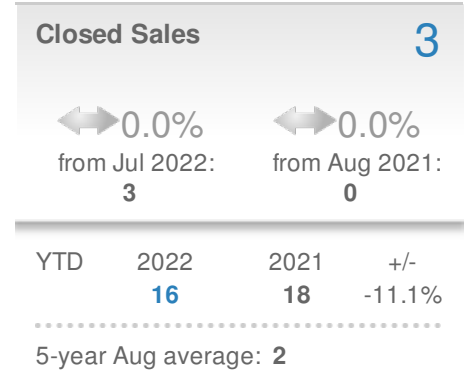 Closed Sales 3
0.0% 0.0%
from Jul 2022: from Aug 2021:
3 0
YTD 2022 2021 +/-
16 18 -11.1%
5-year Aug average: 2